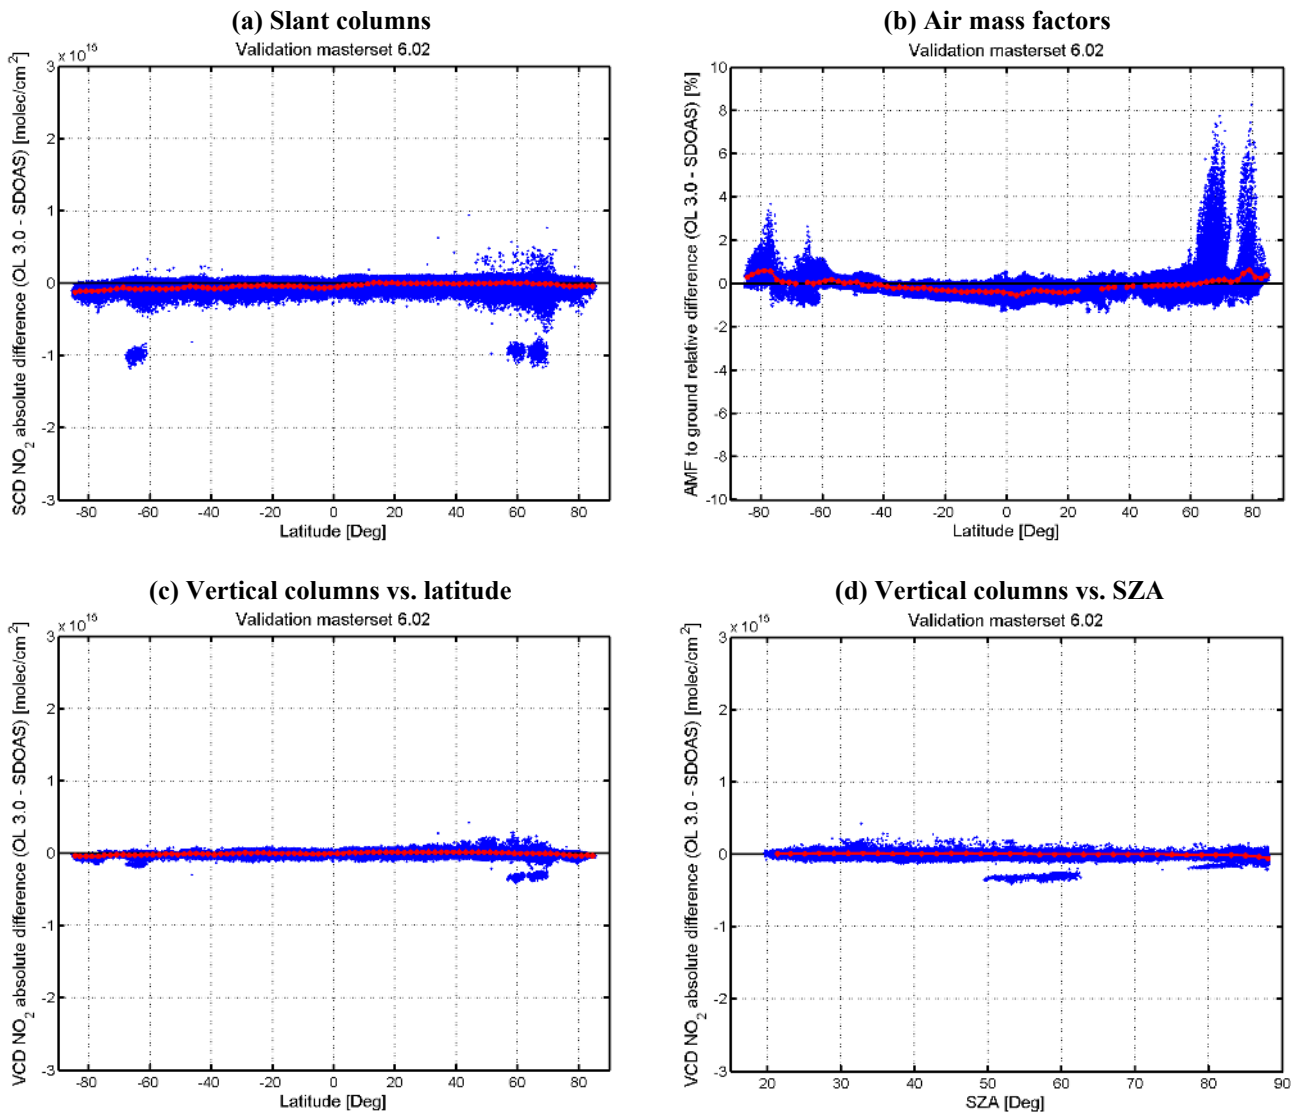 (a) Slant columns
Validation masterset 6.02
x 10^15
SCD NO2 absolute difference (OL 3.0 - SDOAS) [molec/cm^2]
3
2
1
0
-1
-2
-3
-80 -60 -40 -20 0 20 40 60 80
Latitude [Deg]
(b) Air mass factors
Validation masterset 6.02
AMF to ground relative difference (OL 3.0 - SDOAS) [%]
10
8
6
4
2
0
-2
-4
-6
-8
-10
-80 -60 -40 -20 0 20 40 60 80
Latitude [Deg]
(c) Vertical columns vs. latitude
Validation masterset 6.02
x 10^15
VCD NO2 absolute difference (OL 3.0 - SDOAS) [molec/cm^2]
3
2
1
0
-1
-2
-3
-80 -60 -40 -20 0 20 40 60 80
Latitude [Deg]
(d) Vertical columns vs. SZA
Validation masterset 6.02
x 10^15
VCD NO2 absolute difference (OL 3.0 - SDOAS) [molec/cm^2]
3
2
1
0
-1
-2
-3
20 30 40 50 60 70 80 90
SZA [Deg]